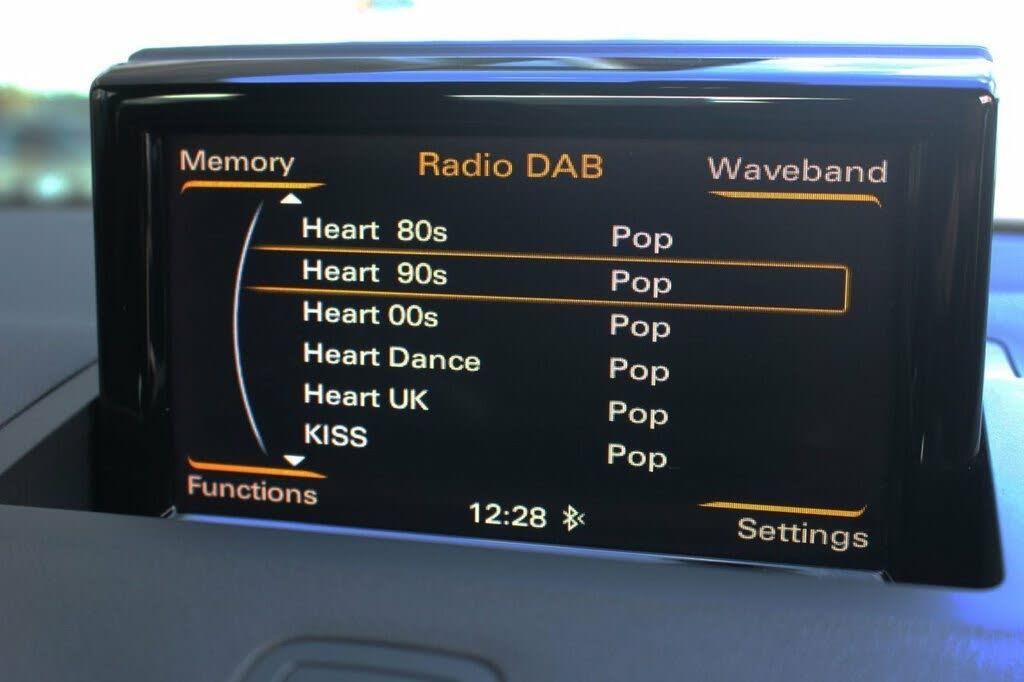 Memory Radio DAB Waveband
Heart 80s Pop
Heart 90s Pop
Heart 00s Pop
Heart Dance Pop
Heart UK Pop
KISS Pop
Functions 12:28 Settings